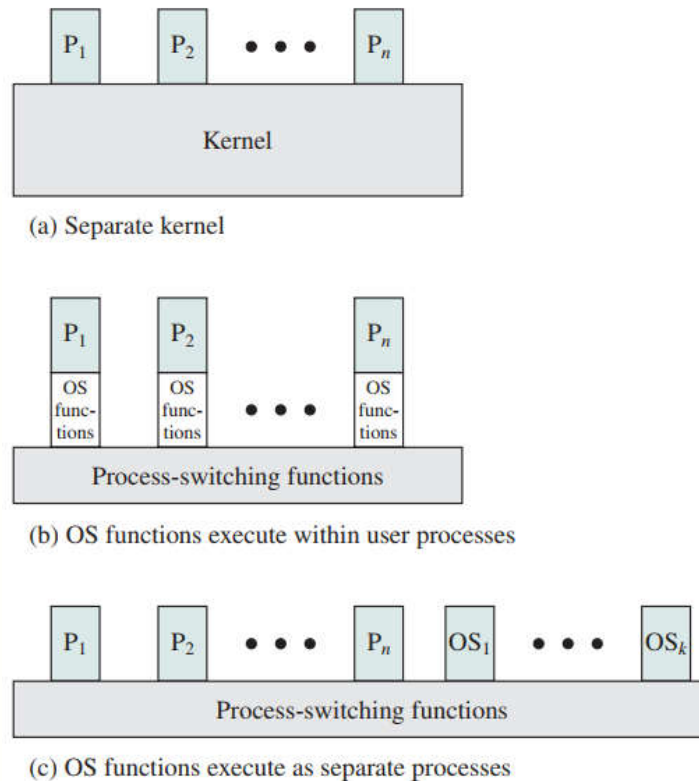 P₁ P₂ Pₙ
Kernel
(a) Separate kernel
P₁ P₂ Pₙ
OS OS OS
func- func- func-
tions tions tions
Process-switching functions
(b) OS functions execute within user processes
P₁ P₂ Pₙ OS₁ OSₖ
Process-switching functions
(c) OS functions execute as separate processes